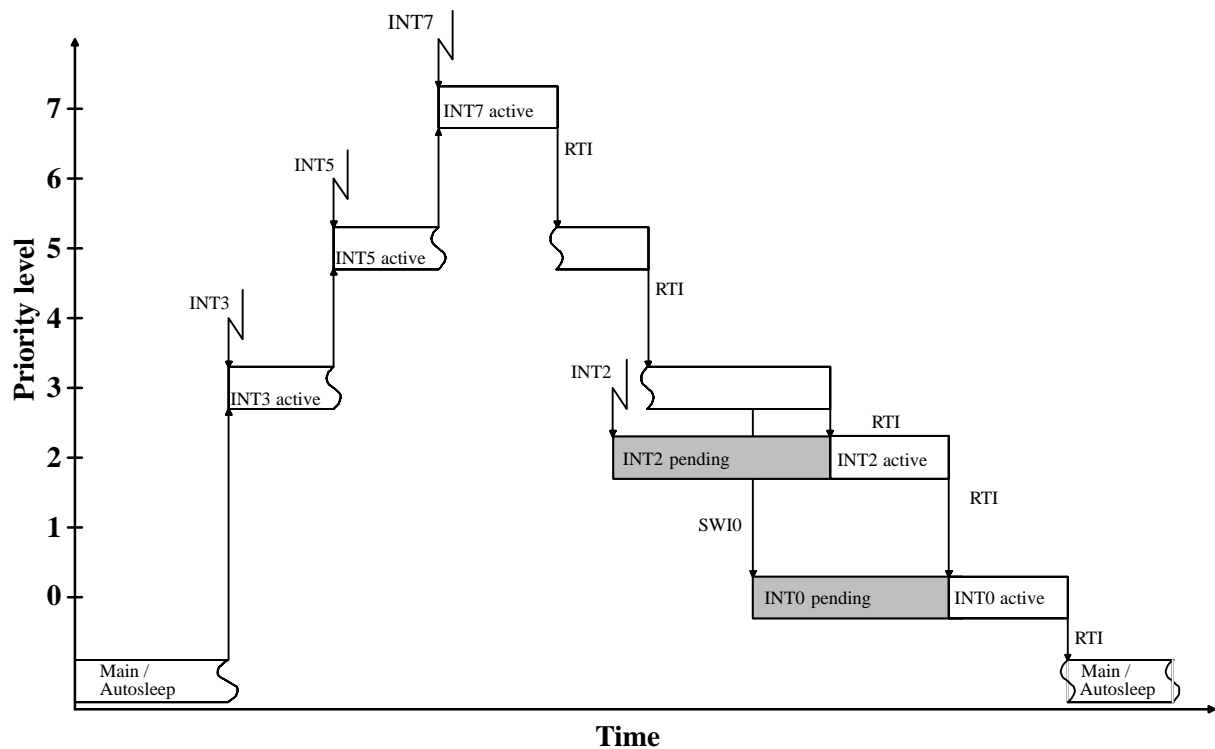 INT7
7
INT7 active
RTI
6
INT5
5
INT5 active
RTI
4
INT3
INT2
3
INT3 active
RTI
2
INT2 pending
INT2 active
RTI
1
SWI0
0
INT0 pending
INT0 active
RTI
Main /
Autosleep
Main /
Autosleep
Priority level
Time